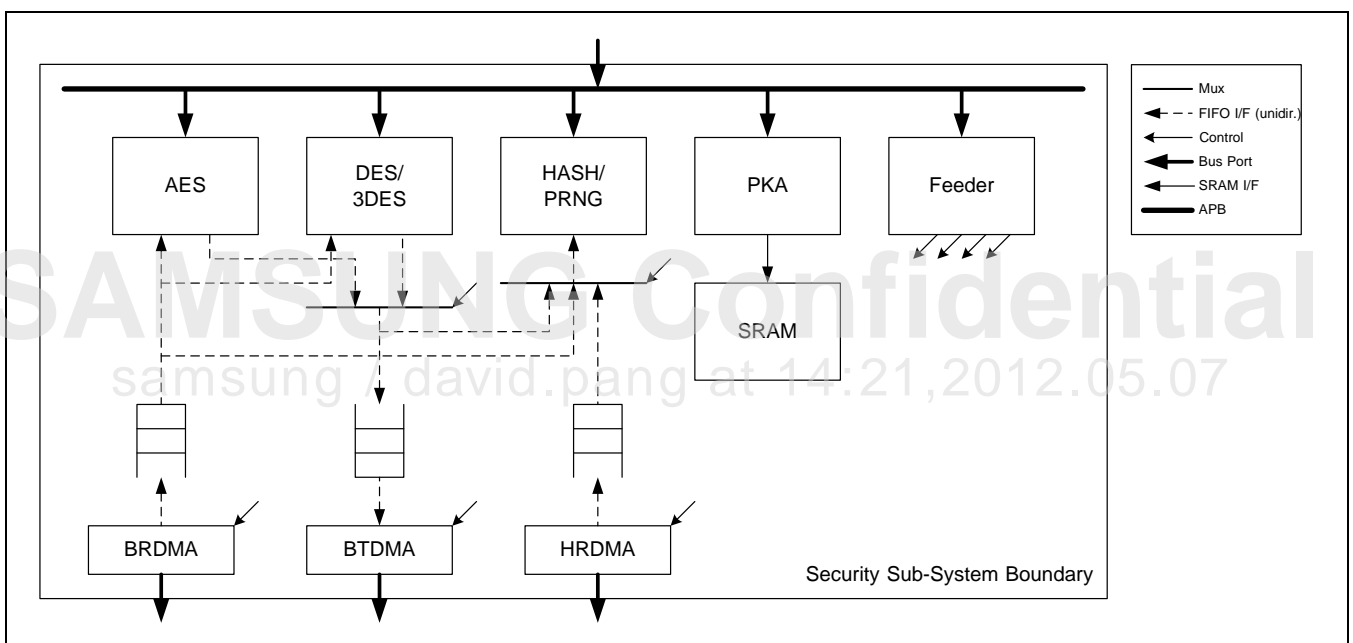 Mux
FIFO I/F (unidir.)
Control
Bus Port
SRAM I/F
APB
AES
DES/
3DES
HASH/
PRNG
PKA
Feeder
SAMSUNG Confidential
SRAM
samsung / david.pang at 14:21,2012.05.07
BRDMA
BTDMA
HRDMA
Security Sub-System Boundary